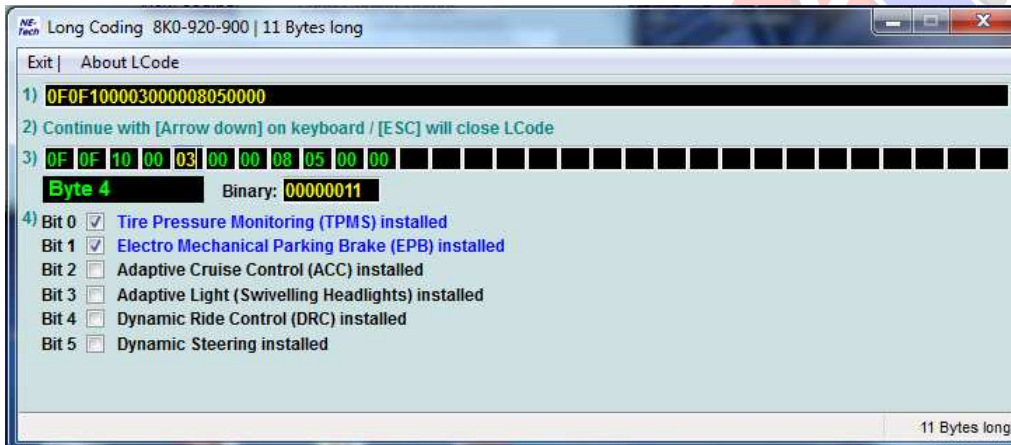 NE-Tech Long Coding 8K0-920-900 | 11 Bytes long
Exit | About LCode
1) 0F0F100003000008050000
2) Continue with [Arrow down] on keyboard / [ESC] will close LCode
3) 0F 0F 10 00 03 00 00 08 05 00 00
Byte 4 Binary: 00000011
4) Bit 0 Tire Pressure Monitoring (TPMS) installed
Bit 1 Electro Mechanical Parking Brake (EPB) installed
Bit 2 Adaptive Cruise Control (ACC) installed
Bit 3 Adaptive Light (Swivelling Headlights) installed
Bit 4 Dynamic Ride Control (DRC) installed
Bit 5 Dynamic Steering installed
11 Bytes long